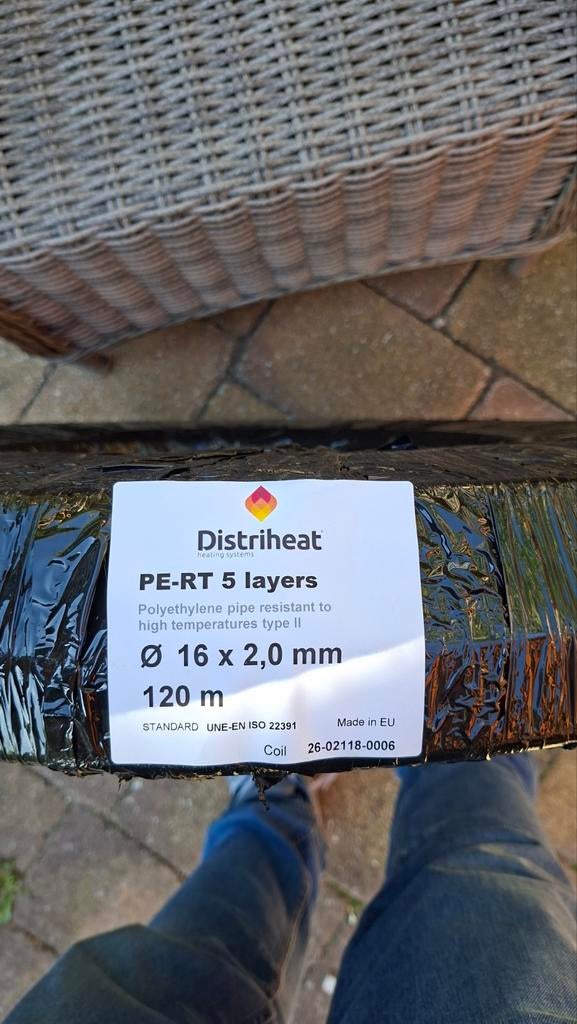 Distriheat
heating systems
PE-RT 5 layers
Polyethylene pipe resistant to
high temperatures type II
Ø 16 x 2,0 mm
120 m
STANDARD UNE-EN ISO 22391 Made in EU
Coil 26-02118-0006